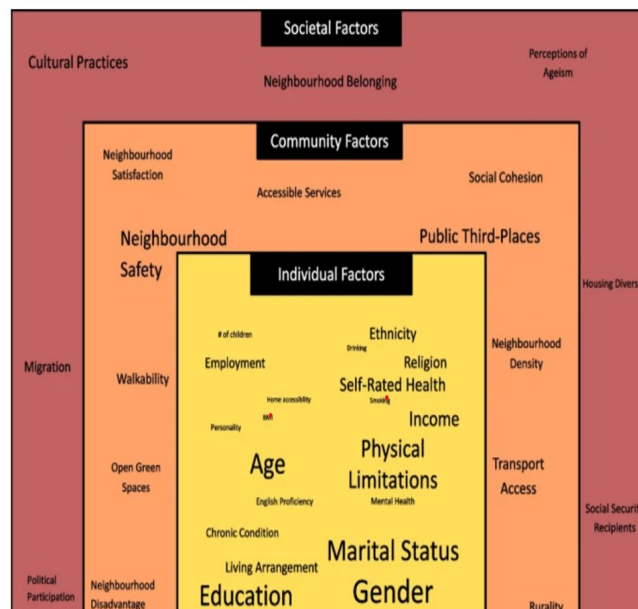 Societal Factors
Cultural Practices
Perceptions of
Ageism
Neighbourhood Belonging
Community Factors
Neighbourhood
Satisfaction
Social Cohesion
Accessible Services
Neighbourhood
Safety
Public Third-Places
Individual Factors
Housing Divers
# of children
Ethnicity
Drinking
Neighbourhood
Density
Employment
Religion
Migration
Walkability
Self-Rated Health
Home accessibility
Smoking
BMI
Income
Personality
Physical
Limitations
Age
Open Green
Spaces
Transport
Access
English Proficiency
Mental Health
Social Securit
Recipients
Chronic Condition
Marital Status
Living Arrangement
Political
Participation
Neighbourhood
Disadvantage
Education
Gender
Rurality